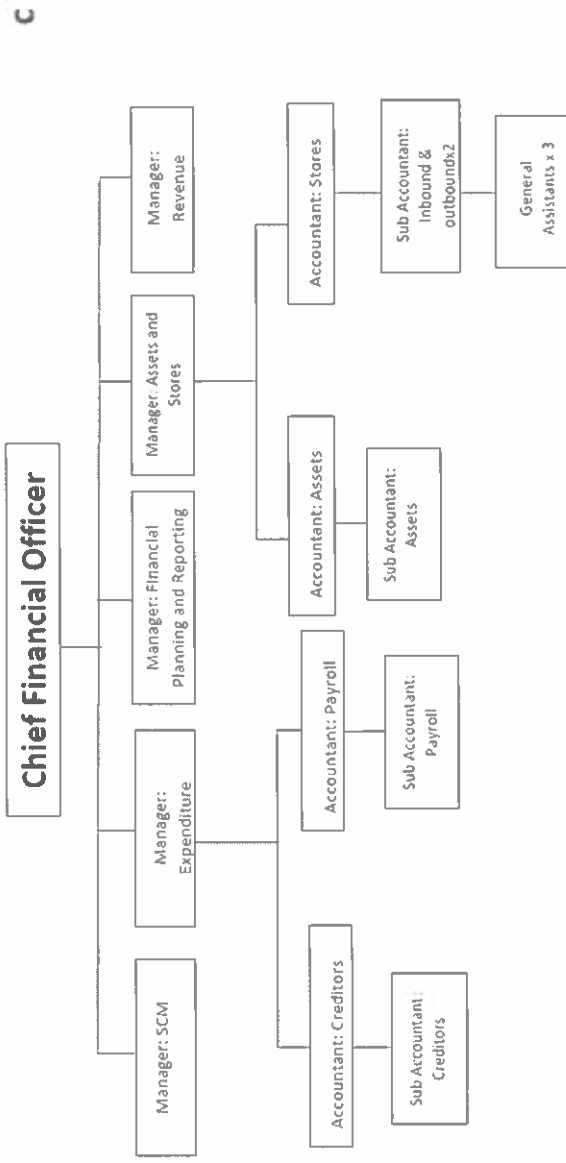 C
Chief Financial Officer
Manager: SCM
Manager:
Expenditure
Manager: Financial
Planning and Reporting
Manager: Assets and
Stores
Manager:
Revenue
Accountant: Creditors
Accountant: Payroll
Accountant: Assets
Accountant: Stores
Sub Accountant:
Creditors
Sub Accountant:
Payroll
Sub Accountant:
Assets
Sub Accountant:
Inbound &
outboundx2
General
Assistants x 3